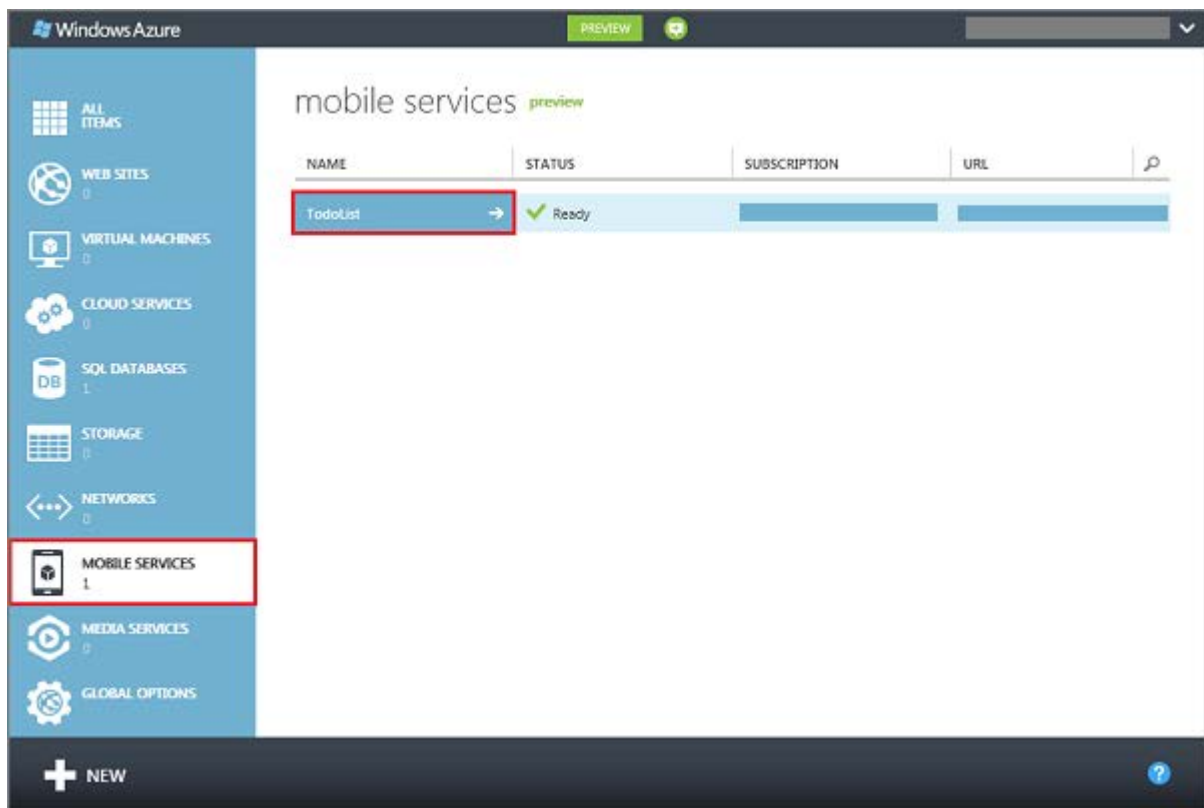 Windows Azure
PREVIEW
ALL
ITEMS
WEB SITES
0
VIRTUAL MACHINES
0
CLOUD SERVICES
0
DB
SQL DATABASES
1
STORAGE
0
NETWORKS
0
MOBILE SERVICES
1
MEDIA SERVICES
0
GLOBAL OPTIONS
mobile services preview
NAME STATUS SUBSCRIPTION URL
TodoList Ready
NEW
?